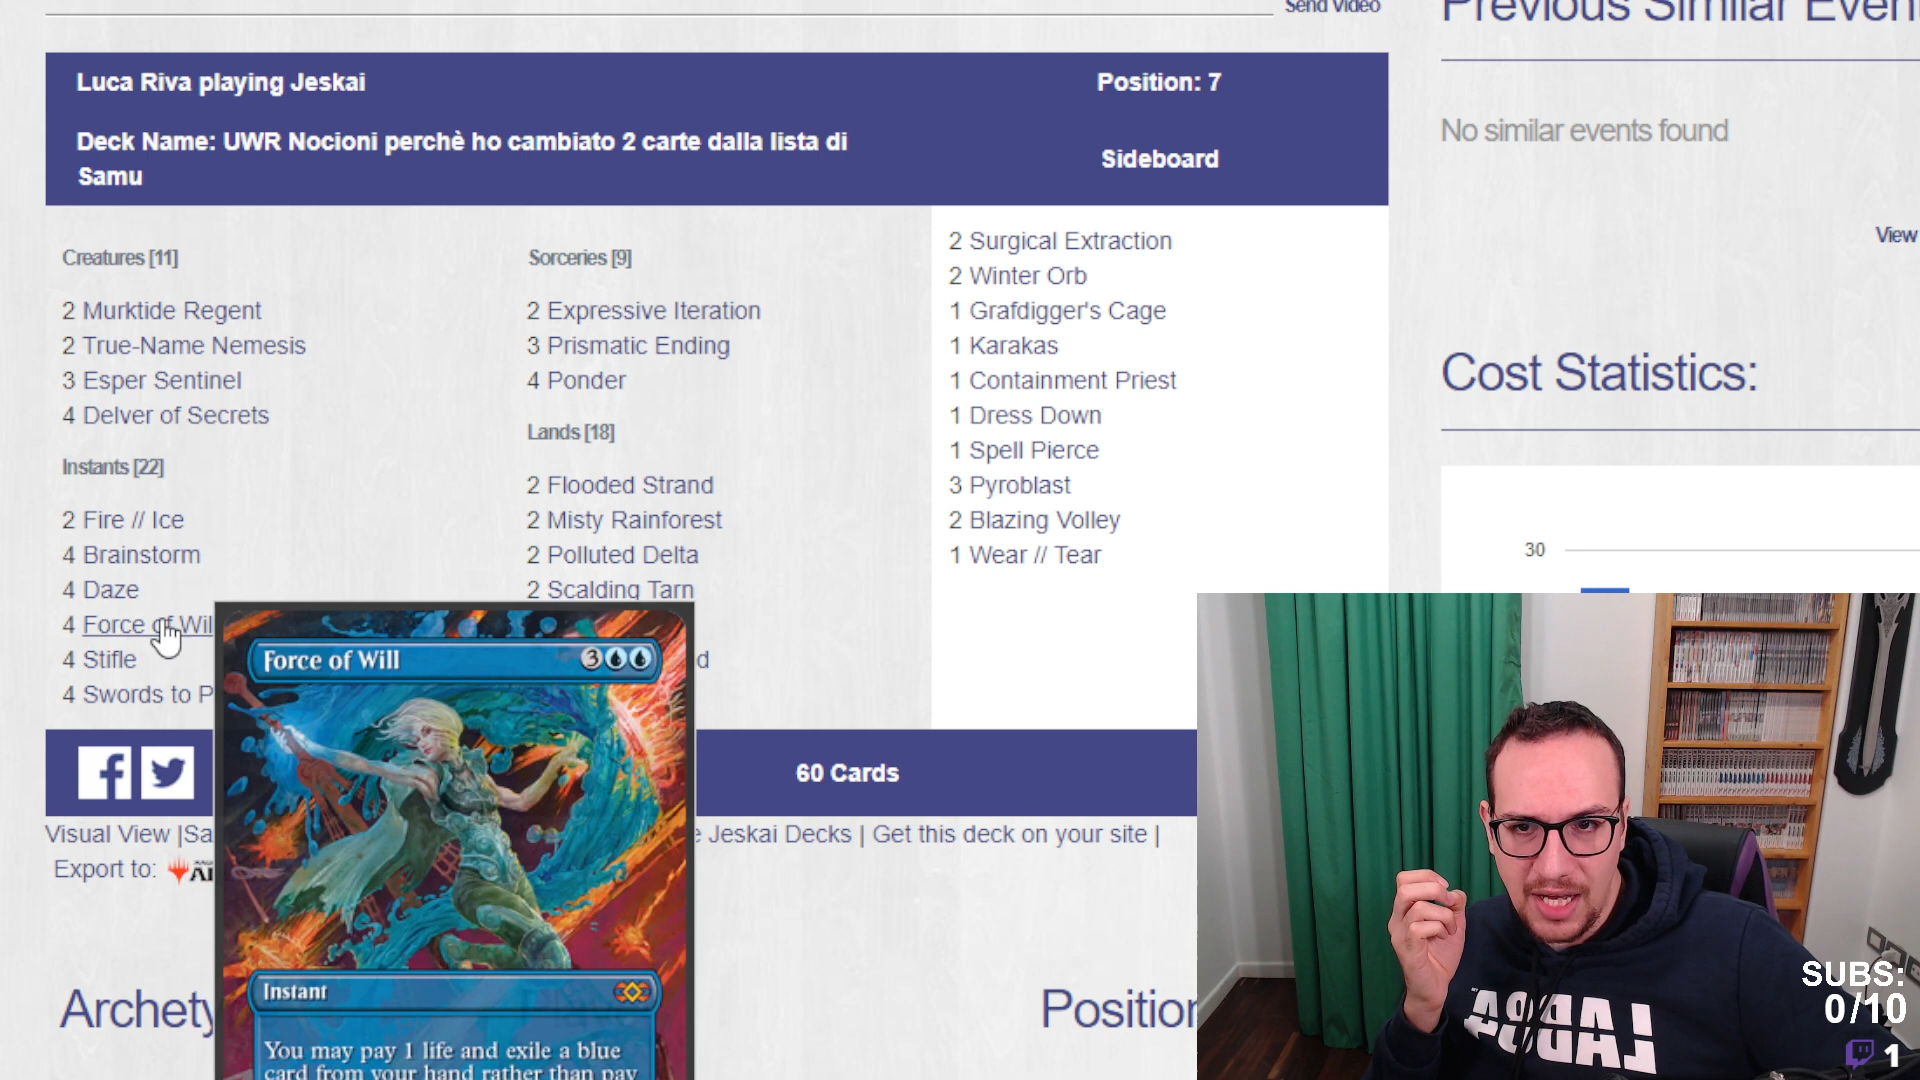 Send Video
Previous Similar Even
Luca Riva playing Jeskai
Position: 7
Deck Name: UWR Nocioni perchè ho cambiato 2 carte dalla lista di
Samu
Sideboard
No similar events found
View
Creatures [11]
2 Murktide Regent
2 True-Name Nemesis
3 Esper Sentinel
4 Delver of Secrets
Instants [22]
2 Fire // Ice
4 Brainstorm
4 Daze
4 Force of Wil
4 Stifle
4 Swords to P
Sorceries [9]
2 Expressive Iteration
3 Prismatic Ending
4 Ponder
Lands [18]
2 Flooded Strand
2 Misty Rainforest
2 Polluted Delta
2 Scalding Tarn
d
2 Surgical Extraction
2 Winter Orb
1 Grafdigger's Cage
1 Karakas
1 Containment Priest
1 Dress Down
1 Spell Pierce
3 Pyroblast
2 Blazing Volley
1 Wear // Tear
Cost Statistics:
30
Force of Will 3
Instant
You may pay 1 life and exile a blue
card from your hand rather than pay
60 Cards
Visual View |Sa
e Jeskai Decks | Get this deck on your site |
Export to:
Archety
Position
LABBA
SUBS:
0/10
1